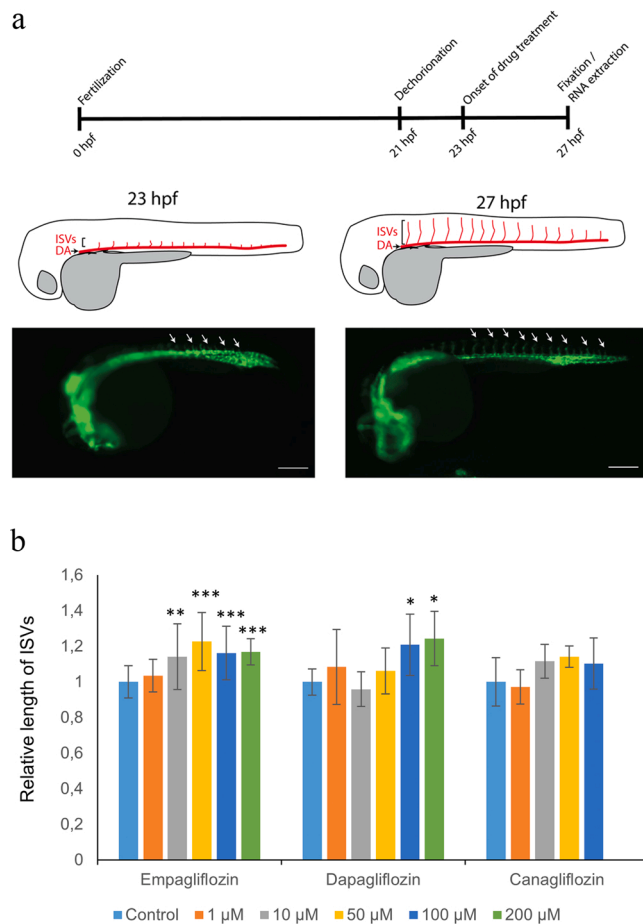 a
Fertilization
Dechorionation
Onset of drug treatment
Fixation /
RNA extraction
0 hpf
21 hpf
23 hpf
27 hpf
23 hpf
27 hpf
ISVs
DA
ISVs
DA
b
Relative length of ISVs
1,6
1,4
1,2
1
0,8
0,6
0,4
0,2
0
**
***
***
***
*
*
Empagliflozin
Dapagliflozin
Canagliflozin
Control
1 µM
10 µM
50 µM
100 µM
200 µM